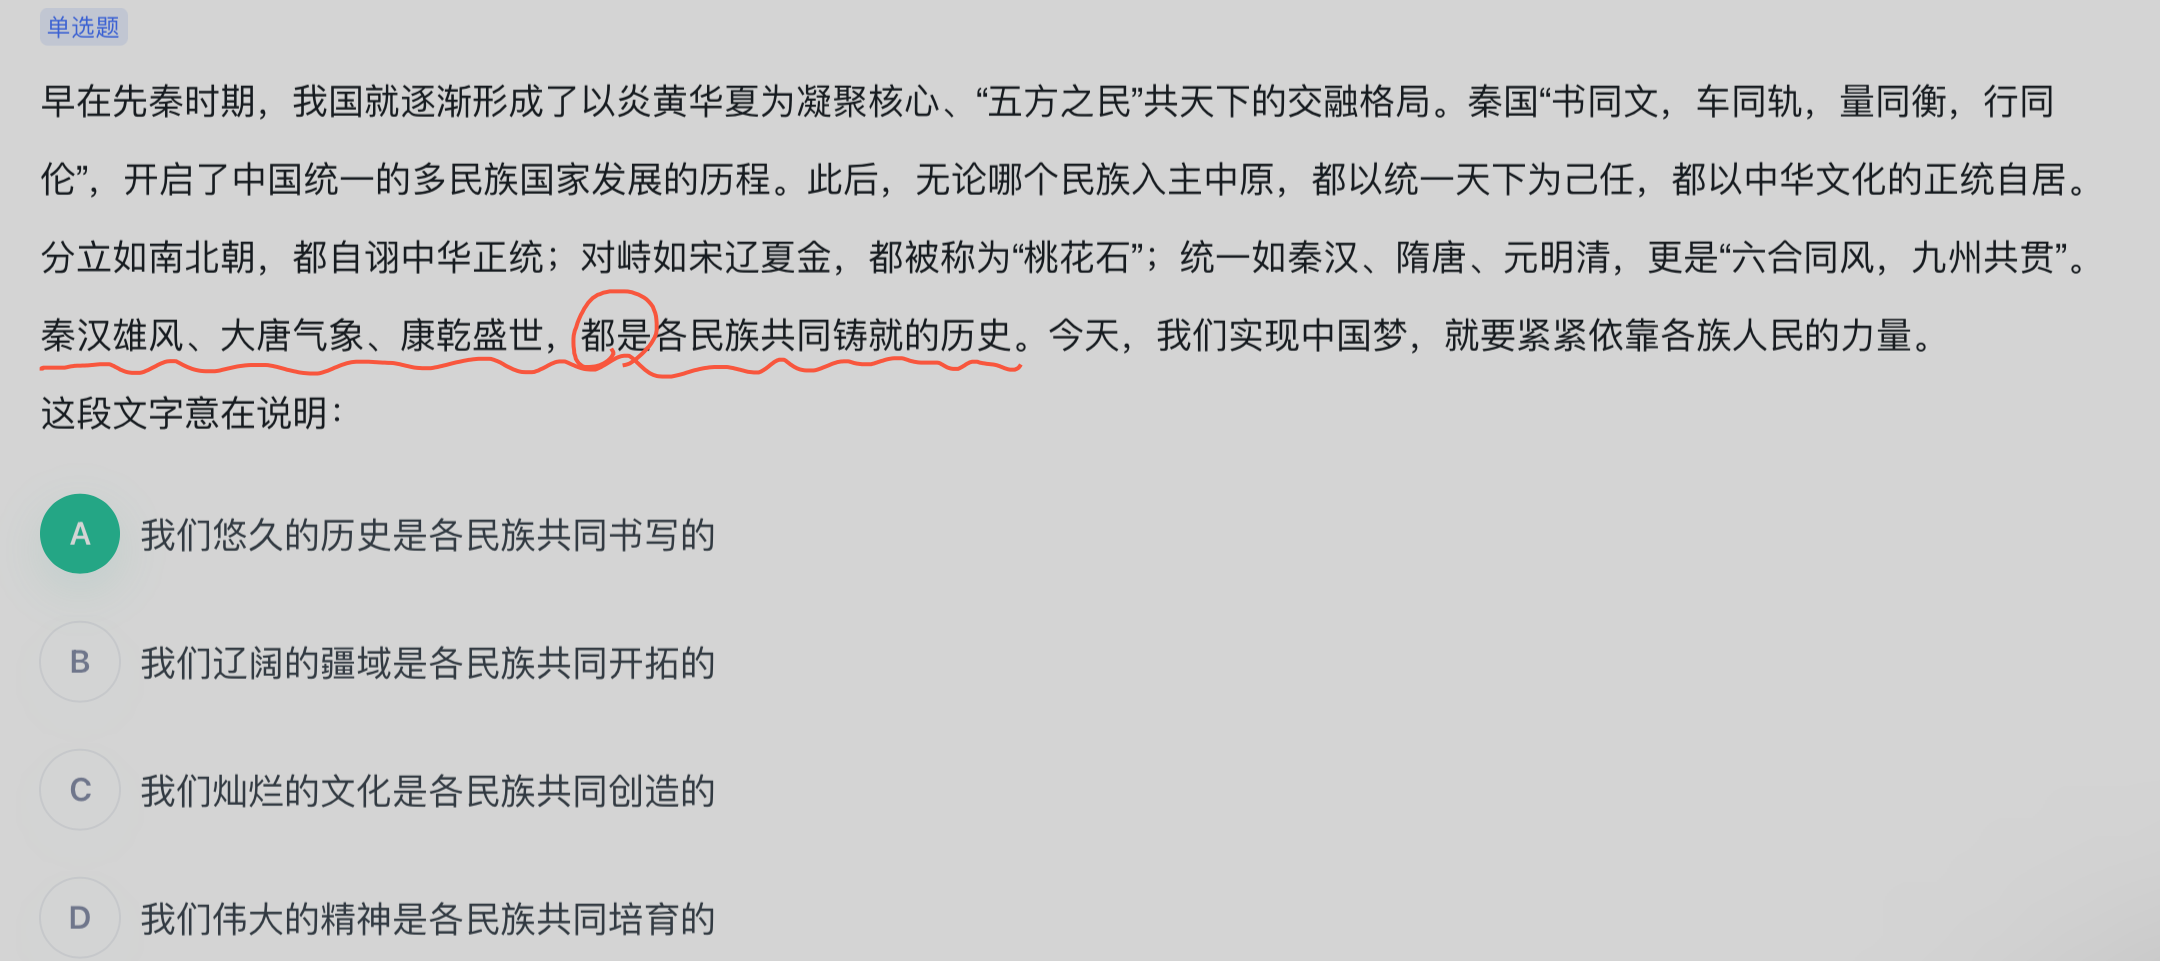 单选题
早在先秦时期，我国就逐渐形成了以炎黄华夏为凝聚核心、“五方之民”共天下的交融格局。秦国“书同文，车同轨，量同衡，行同
伦”，开启了中国统一的多民族国家发展的历程。此后，无论哪个民族入主中原，都以统一天下为己任，都以中华文化的正统自居。
分立如南北朝，都自诩中华正统；对峙如宋辽夏金，都被称为“桃花石”；统一如秦汉、隋唐、元明清，更是“六合同风，九州共贯”。
秦汉雄风、大唐气象、康乾盛世，都是各民族共同铸就的历史。今天，我们实现中国梦，就要紧紧依靠各族人民的力量。
这段文字意在说明：
A 我们悠久的历史是各民族共同书写的
B 我们辽阔的疆域是各民族共同开拓的
C 我们灿烂的文化是各民族共同创造的
D 我们伟大的精神是各民族共同培育的